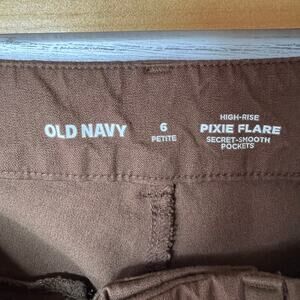 OLD NAVY
6
PETITE
HIGH-RISE
PIXIE FLARE
SECRET-SMOOTH
POCKETS